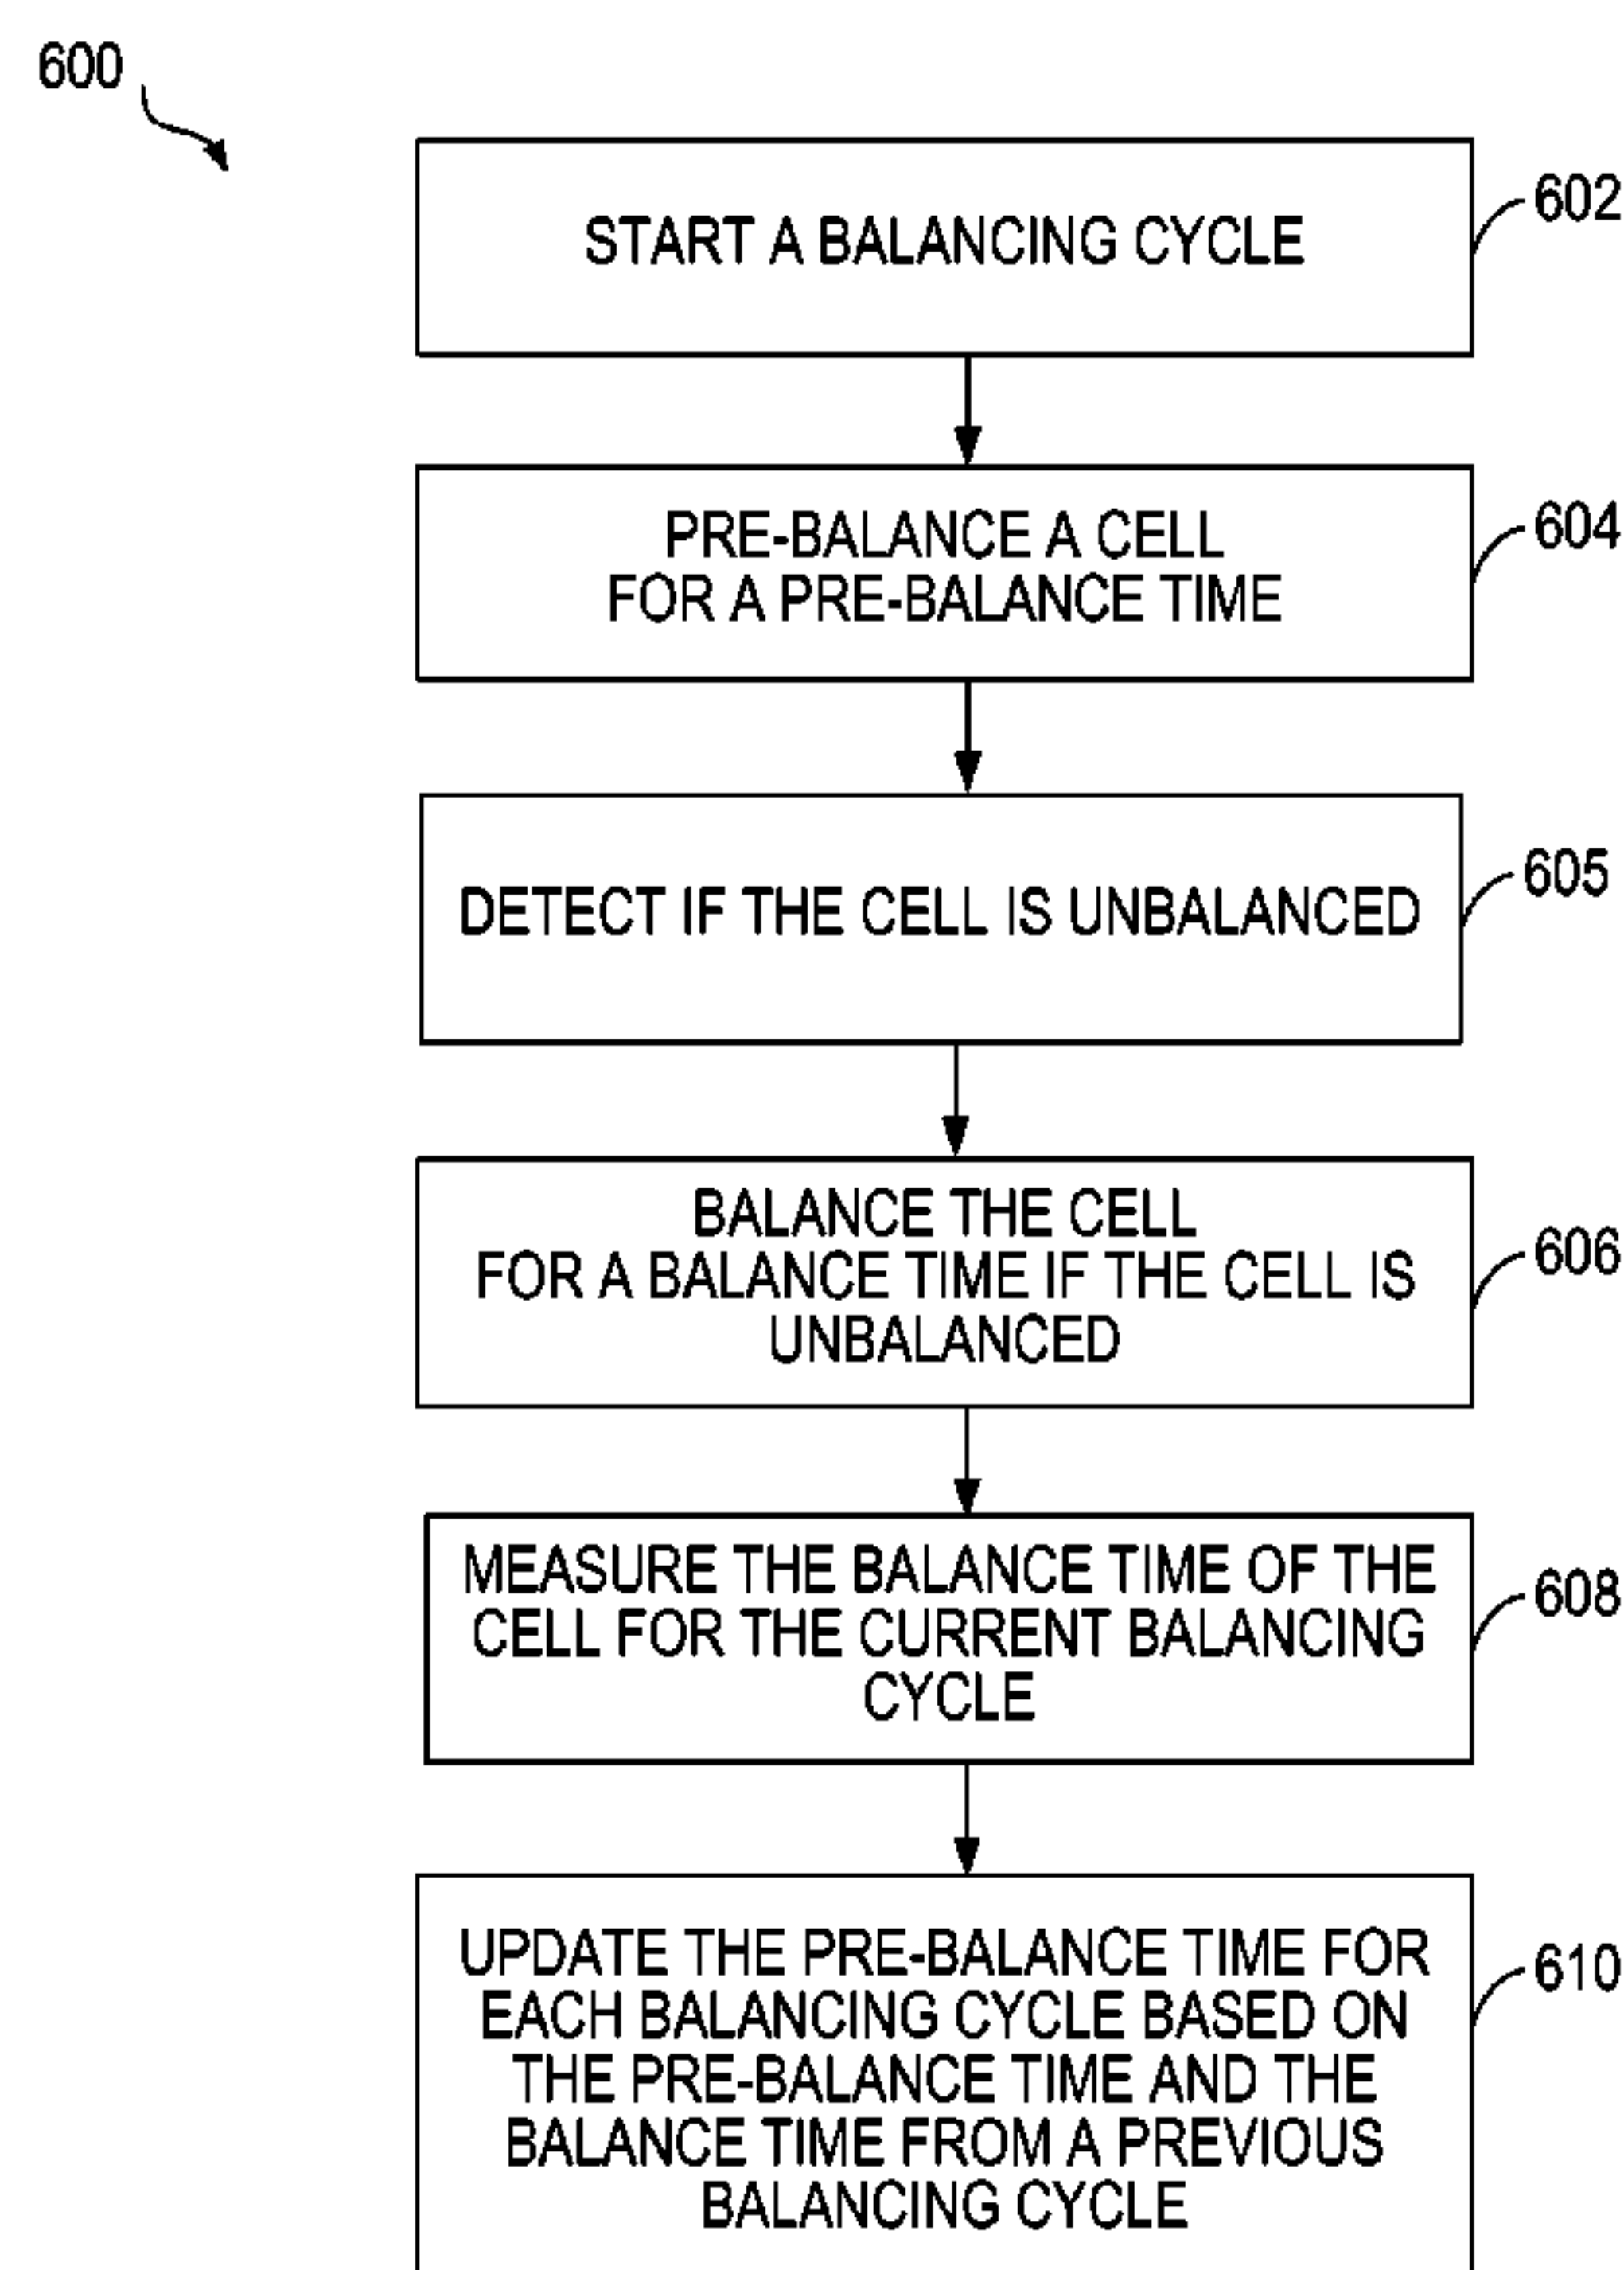 600
START A BALANCING CYCLE
602
PRE-BALANCE A CELL
FOR A PRE-BALANCE TIME
604
DETECT IF THE CELL IS UNBALANCED
605
BALANCE THE CELL
FOR A BALANCE TIME IF THE CELL IS
UNBALANCED
606
MEASURE THE BALANCE TIME OF THE
CELL FOR THE CURRENT BALANCING
CYCLE
608
UPDATE THE PRE-BALANCE TIME FOR
EACH BALANCING CYCLE BASED ON
THE PRE-BALANCE TIME AND THE
BALANCE TIME FROM A PREVIOUS
BALANCING CYCLE
610